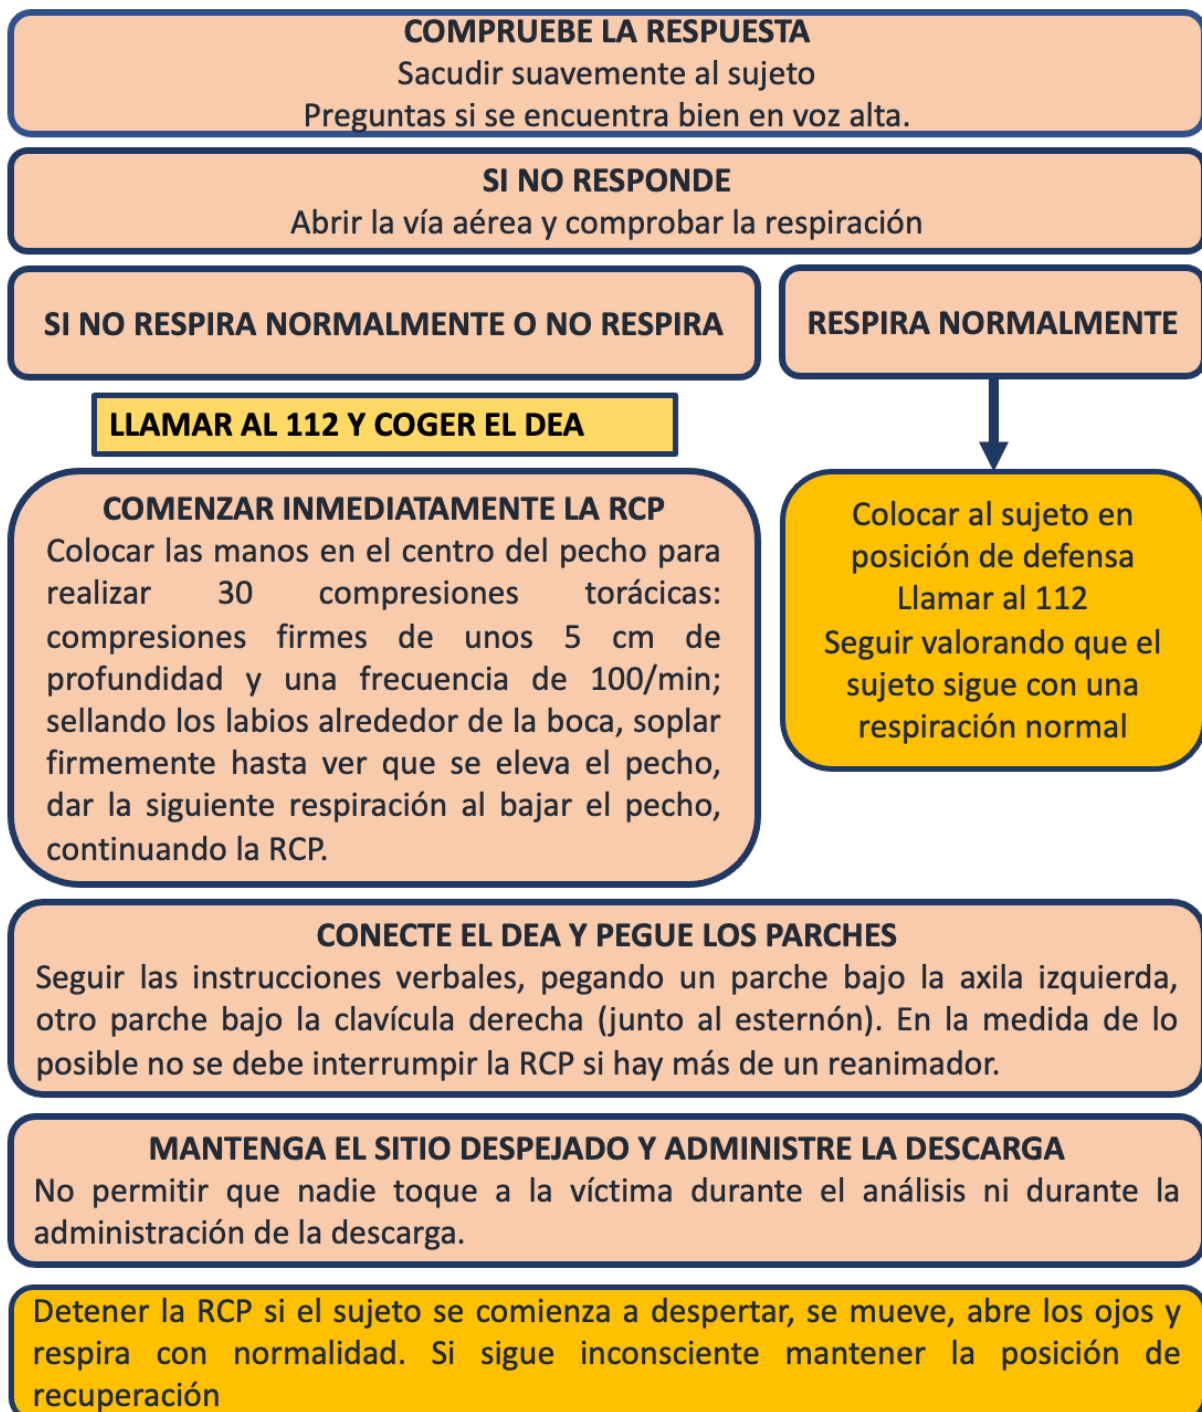 COMPRUEBE LA RESPUESTA
Sacudir suavemente al sujeto
Preguntas si se encuentra bien en voz alta.
SI NO RESPONDE
Abrir la vía aérea y comprobar la respiración
SI NO RESPIRA NORMALMENTE O NO RESPIRA
LLAMAR AL 112 Y COGER EL DEA
COMENZAR INMEDIATAMENTE LA RCP
Colocar las manos en el centro del pecho para
realizar 30 compresiones torácicas:
compresiones firmes de unos 5 cm de
profundidad y una frecuencia de 100/min;
sellando los labios alrededor de la boca, soplar
firmemente hasta ver que se eleva el pecho,
dar la siguiente respiración al bajar el pecho,
continuando la RCP.
RESPIRA NORMALMENTE
Colocar al sujeto en
posición de defensa
Llamar al 112
Seguir valorando que el
sujeto sigue con una
respiración normal
CONECTE EL DEA Y PEGUE LOS PARCHES
Seguir las instrucciones verbales, pegando un parche bajo la axila izquierda,
otro parche bajo la clavícula derecha (junto al esternón). En la medida de lo
posible no se debe interrumpir la RCP si hay más de un reanimador.
MANTENGA EL SITIO DESPEJADO Y ADMINISTRE LA DESCARGA
No permitir que nadie toque a la víctima durante el análisis ni durante la
administración de la descarga.
Detener la RCP si el sujeto se comienza a despertar, se mueve, abre los ojos y
respira con normalidad. Si sigue inconsciente mantener la posición de
recuperación